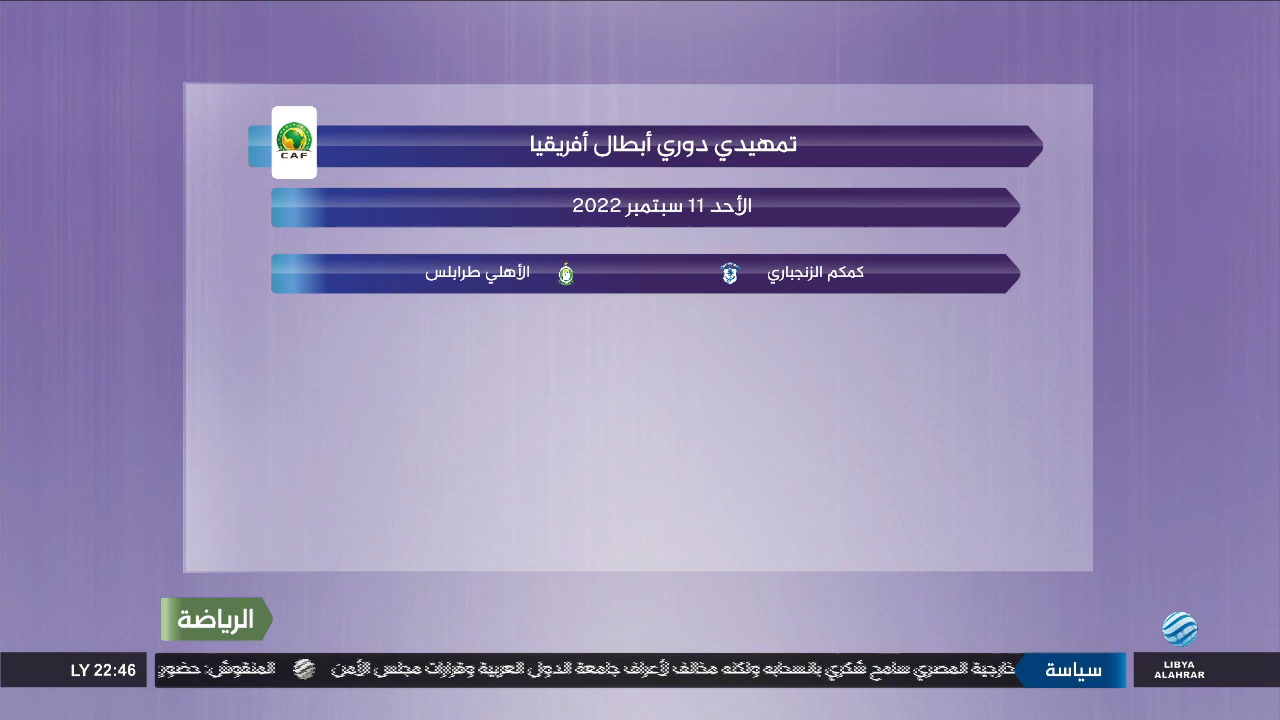 تمهيدي دوري أبطال أفريقيا
CAF
الأحد 11 سبتمبر 2022
كمكم الزنجباري
الأهلي طرابلس
الرياضة
سياسة
خارجية المصري سامح شكري بانسحابه ولكنه مخالف لأعراف جامعة الدول العربية وقرارات مجلس الأمن
المنقوش: حضور
LY 22:46
LIBYA
ALAHRAR